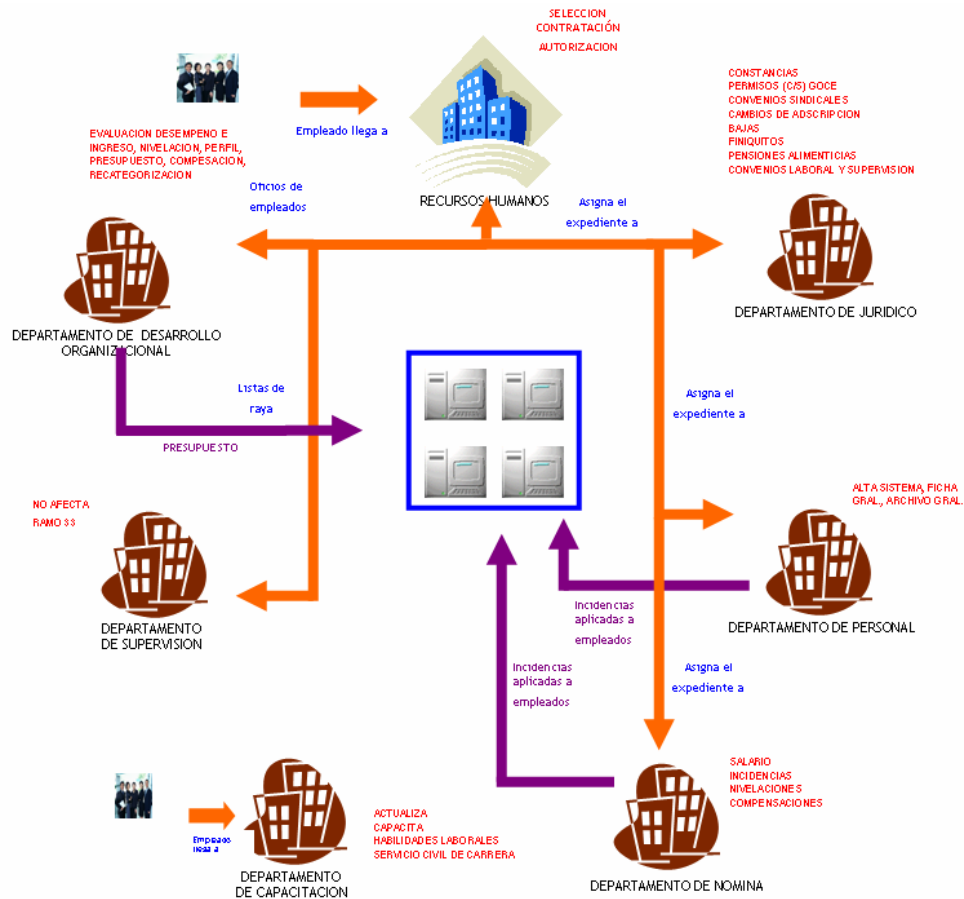 SELECCION
CONTRATACIÓN
AUTORIZACION
Empleado llega a
RECURSOS HUMANOS
CONSTANCIAS
PERMISOS (C/S) GOCE
CONVENIOS SINDICALES
CAMBIOS DE ADSCRIPCION
BAJAS
FINIQUITOS
PENSIONES ALIMENTICIAS
CONVENIOS LABORAL Y SUPERVISION
EVALUACION DESEMPEÑO E
INGRESO, NIVELACION, PERFIL,
PRESUPUESTO, COMPESACION,
RECATEGORIZACION
Oficios de
empleados
Asigna el
expediente a
DEPARTAMENTO DE JURIDICO
DEPARTAMENTO DE DESARROLLO
ORGANIZACIONAL
Listas de
raya
PRESUPUESTO
Asigna el
expediente a
NO AFECTA
RAMO 33
DEPARTAMENTO
DE SUPERVISION
ALTA SISTEMA, FICHA
GRAL., ARCHIVO GRAL.
DEPARTAMENTO DE PERSONAL
Incidencias
aplicadas a
empleados
Incidencias
aplicadas a
empleados
Asigna el
expediente a
SALARIO
INCIDENCIAS
NIVELACIONES
COMPENSACIONES
DEPARTAMENTO DE NOMINA
Empleado
llega a
ACTUALIZA
CAPACITA
HABILIDADES LABORALES
SERVICIO CIVIL DE CARRERA
DEPARTAMENTO
DE CAPACITACION